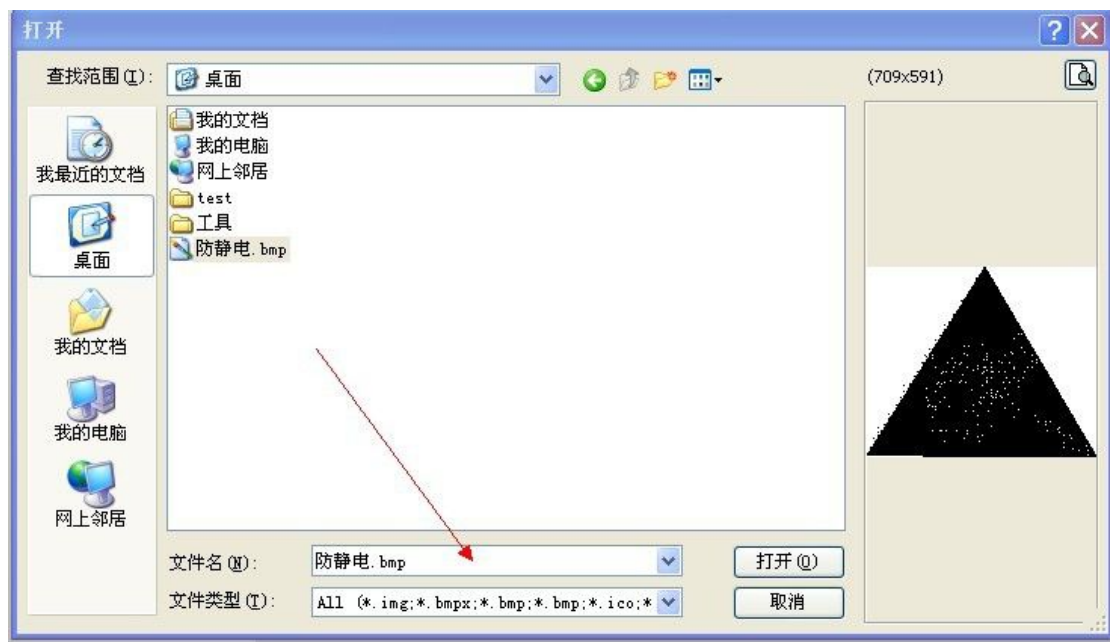 打开
查找范围(I):
桌面
(709x591)
我最近的文档
桌面
我的文档
我的电脑
网上邻居
我的文档
我的电脑
网上邻居
test
工具
防静电.bmp
文件名(N):
防静电.bmp
打开(O)
文件类型(T):
All (*.img;*.bmpx;*.bmp;*.bmp;*.ico;*
取消